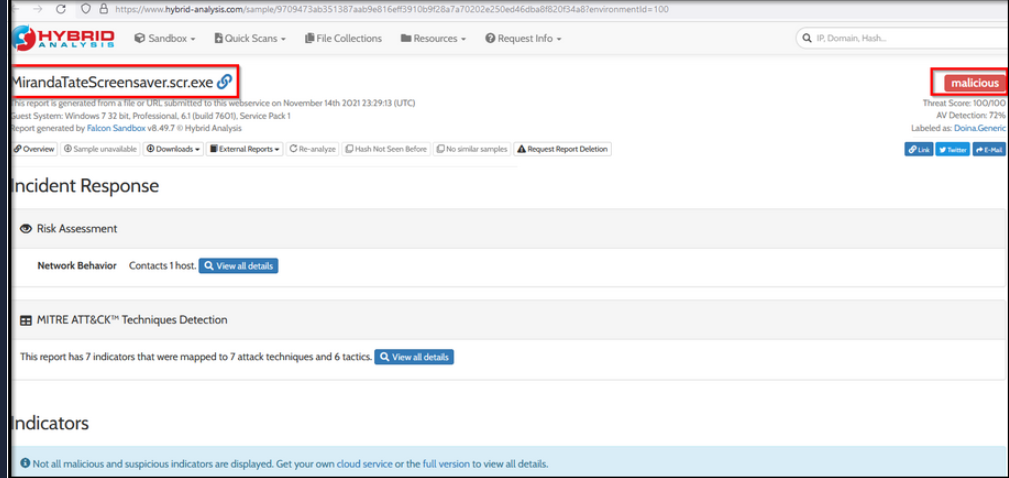 https://www.hybrid-analysis.com/sample/9709473ab351387aab9e816eff3910b9f28a7a70202e250ed46dba8f820f34a8?environmentId=100
HYBRID ANALYSIS Sandbox Quick Scans File Collections Resources Request Info IP, Domain, Hash...
MirandaTateScreensaver.scr.exe malicious
This report is generated from a file or URL submitted to this webservice on November 14th 2021 23:29:13 (UTC) Threat Score: 100/100
Guest System: Windows 7 32 bit, Professional, 6.1 (build 7601), Service Pack 1 AV Detection: 72%
Report generated by Falcon Sandbox v8.49.7 © Hybrid Analysis Labeled as: Doina.Generic
Overview Sample unavailable Downloads External Reports Re-analyze Hash Not Seen Before No similar samples Request Report Deletion Link Twitter E-Mail
Incident Response
Risk Assessment
Network Behavior Contacts 1 host. View all details
MITRE ATT&CK™ Techniques Detection
This report has 7 indicators that were mapped to 7 attack techniques and 6 tactics. View all details
Indicators
Not all malicious and suspicious indicators are displayed. Get your own cloud service or the full version to view all details.